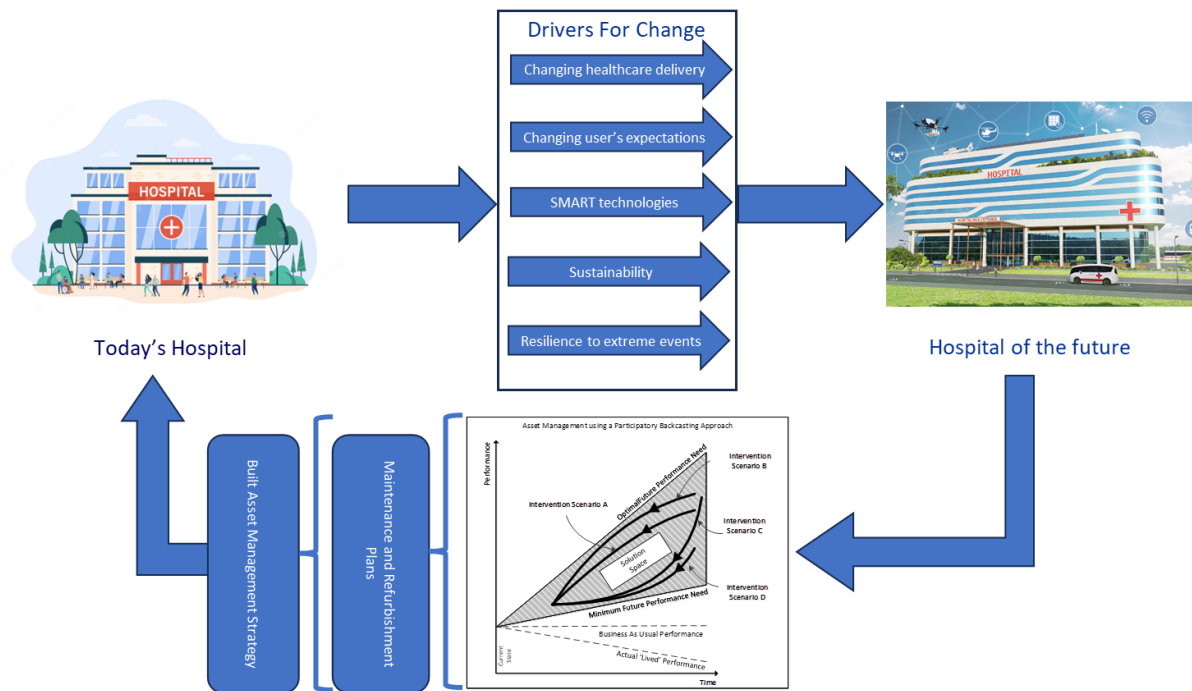 Drivers For Change
Changing healthcare delivery
Changing user's expectations
SMART technologies
Sustainability
Resilience to extreme events
HOSPITAL
Today's Hospital
HOSPITAL
Hospital of the future
Built Asset Management Strategy
Maintenance and Refurbishment
Plans
Asset Management using a Participatory Backcasting Approach
Performance
OptimalFuture Performance Need
Intervention
Scenario B
Intervention Scenario A
Intervention
Scenario C
Solution
Space
Intervention
Scenario D
Minimum Future Performance Need
Business As Usual Performance
Actual 'Lived' Performance
Current
State
Time